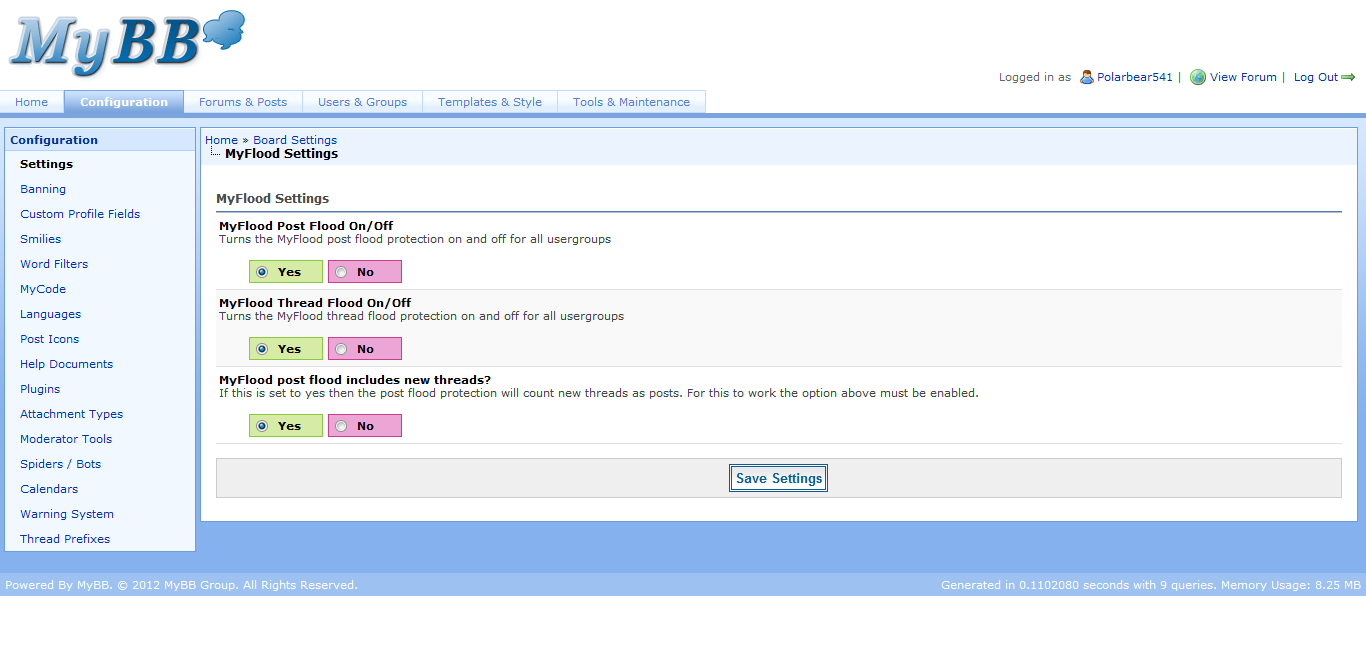 MyBB
Logged in as Polarbear541 | View Forum | Log Out
Home Configuration Forums & Posts Users & Groups Templates & Style Tools & Maintenance
Configuration
Settings
Banning
Custom Profile Fields
Smilies
Word Filters
MyCode
Languages
Post Icons
Help Documents
Plugins
Attachment Types
Moderator Tools
Spiders / Bots
Calendars
Warning System
Thread Prefixes
Home » Board Settings
MyFlood Settings
MyFlood Settings
MyFlood Post Flood On/Off
Turns the MyFlood post flood protection on and off for all usergroups
Yes No
MyFlood Thread Flood On/Off
Turns the MyFlood thread flood protection on and off for all usergroups
Yes No
MyFlood post flood includes new threads?
If this is set to yes then the post flood protection will count new threads as posts. For this to work the option above must be enabled.
Yes No
Save Settings
Powered By MyBB. © 2012 MyBB Group. All Rights Reserved.
Generated in 0.1102080 seconds with 9 queries. Memory Usage: 8.25 MB